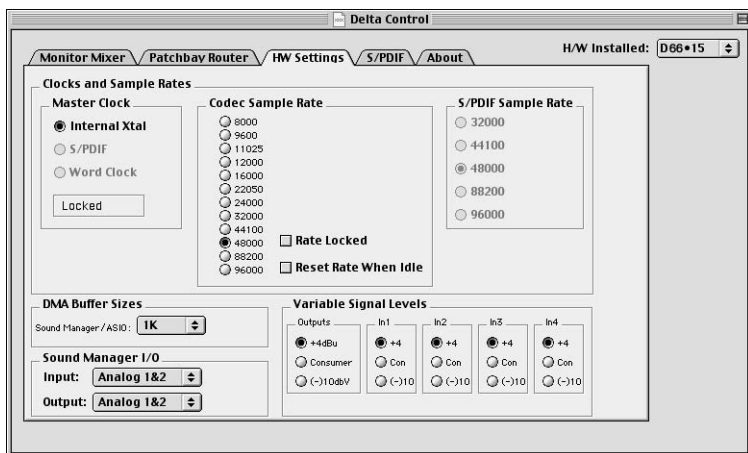 Delta Control
H/W Installed: D66•15
Monitor Mixer
Patchbay Router
HW Settings
S/PDIF
About
Clocks and Sample Rates
Master Clock
Internal Xtal
S/PDIF
Word Clock
Locked
Codec Sample Rate
8000
9600
11025
12000
16000
22050
24000
32000
44100
48000
88200
96000
Rate Locked
Reset Rate When Idle
S/PDIF Sample Rate
32000
44100
48000
88200
96000
DMA Buffer Sizes
Sound Manager/ASIO: 1K
Sound Manager I/O
Input: Analog 1&2
Output: Analog 1&2
Variable Signal Levels
Outputs
+4dBu
Consumer
(-)10dbV
In1
+4
Con
(-)10
In2
+4
Con
(-)10
In3
+4
Con
(-)10
In4
+4
Con
(-)10